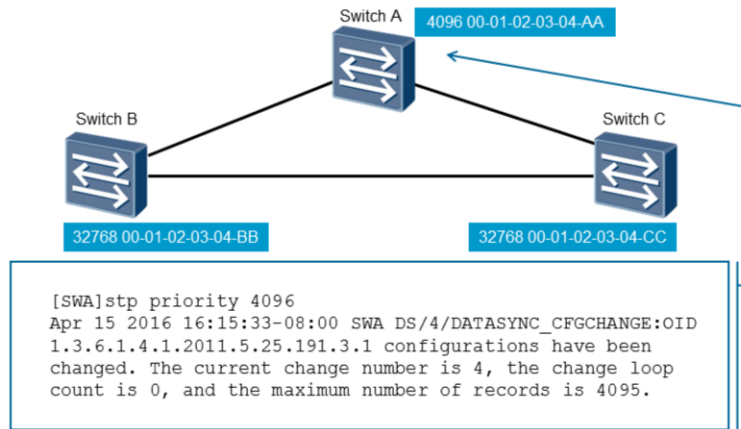 Switch A
4096 00-01-02-03-04-AA
Switch B
Switch C
32768 00-01-02-03-04-BB
32768 00-01-02-03-04-CC
[SWA]stp priority 4096
Apr 15 2016 16:15:33-08:00 SWA DS/4/DATASYNC_CFGCHANGE:OID
1.3.6.1.4.1.2011.5.25.191.3.1 configurations have been
changed. The current change number is 4, the change loop
count is 0, and the maximum number of records is 4095.